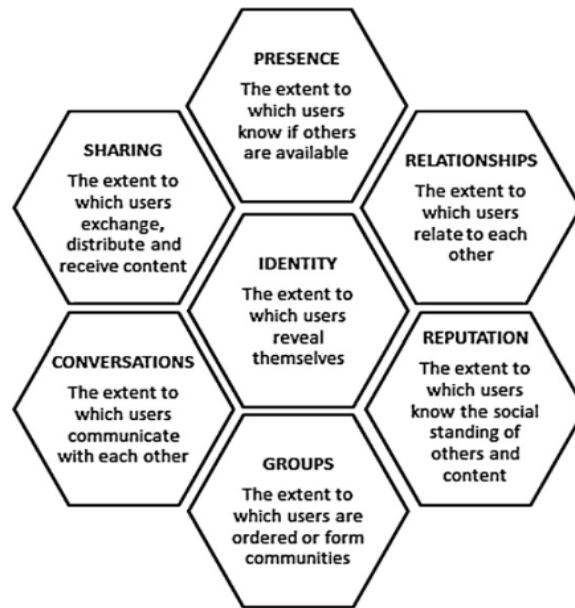 PRESENCE
The extent to
which users
know if others
are available
SHARING
The extent to
which users
exchange,
distribute and
receive content
RELATIONSHIPS
The extent to
which users
relate to each
other
IDENTITY
The extent to
which users
reveal
themselves
CONVERSATIONS
The extent to
which users
communicate
with each other
REPUTATION
The extent to
which users
know the social
standing of
others and
content
GROUPS
The extent to
which users are
ordered or form
communities